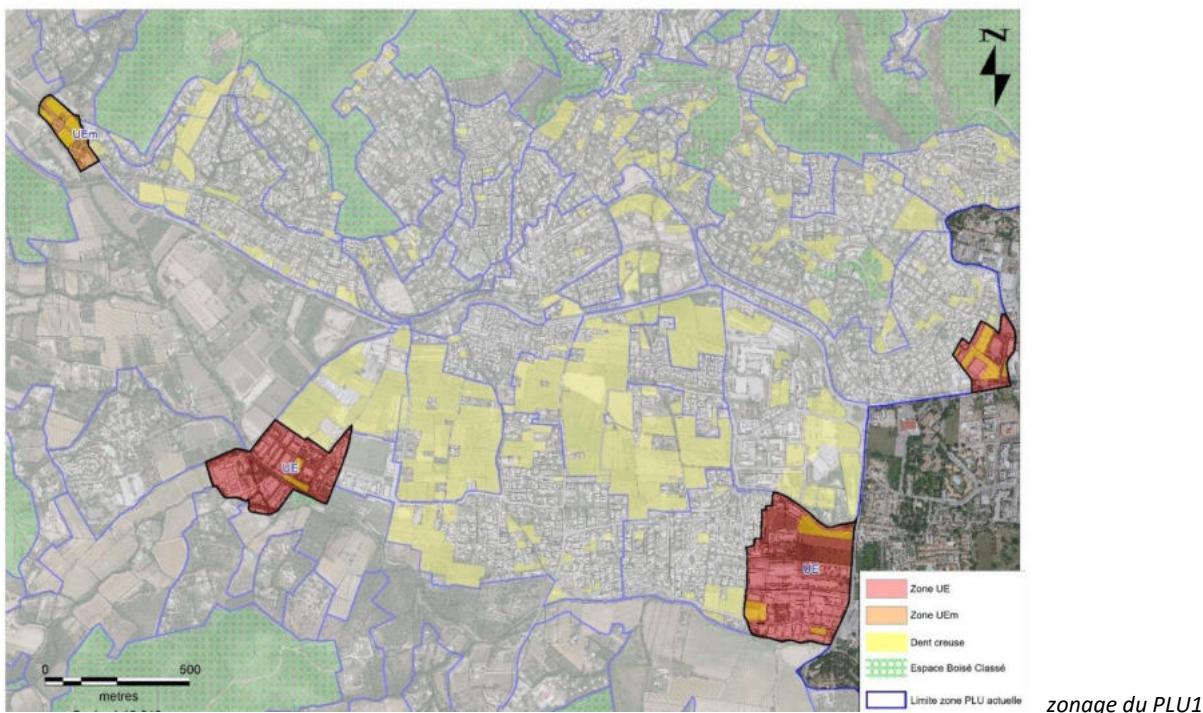 N
UEm
UE
UE
Zone UE
Zone UEm
Dent creuse
Espace Boisé Classé
Limite zone PLU actuelle
0 500
metres
zonage du PLU1